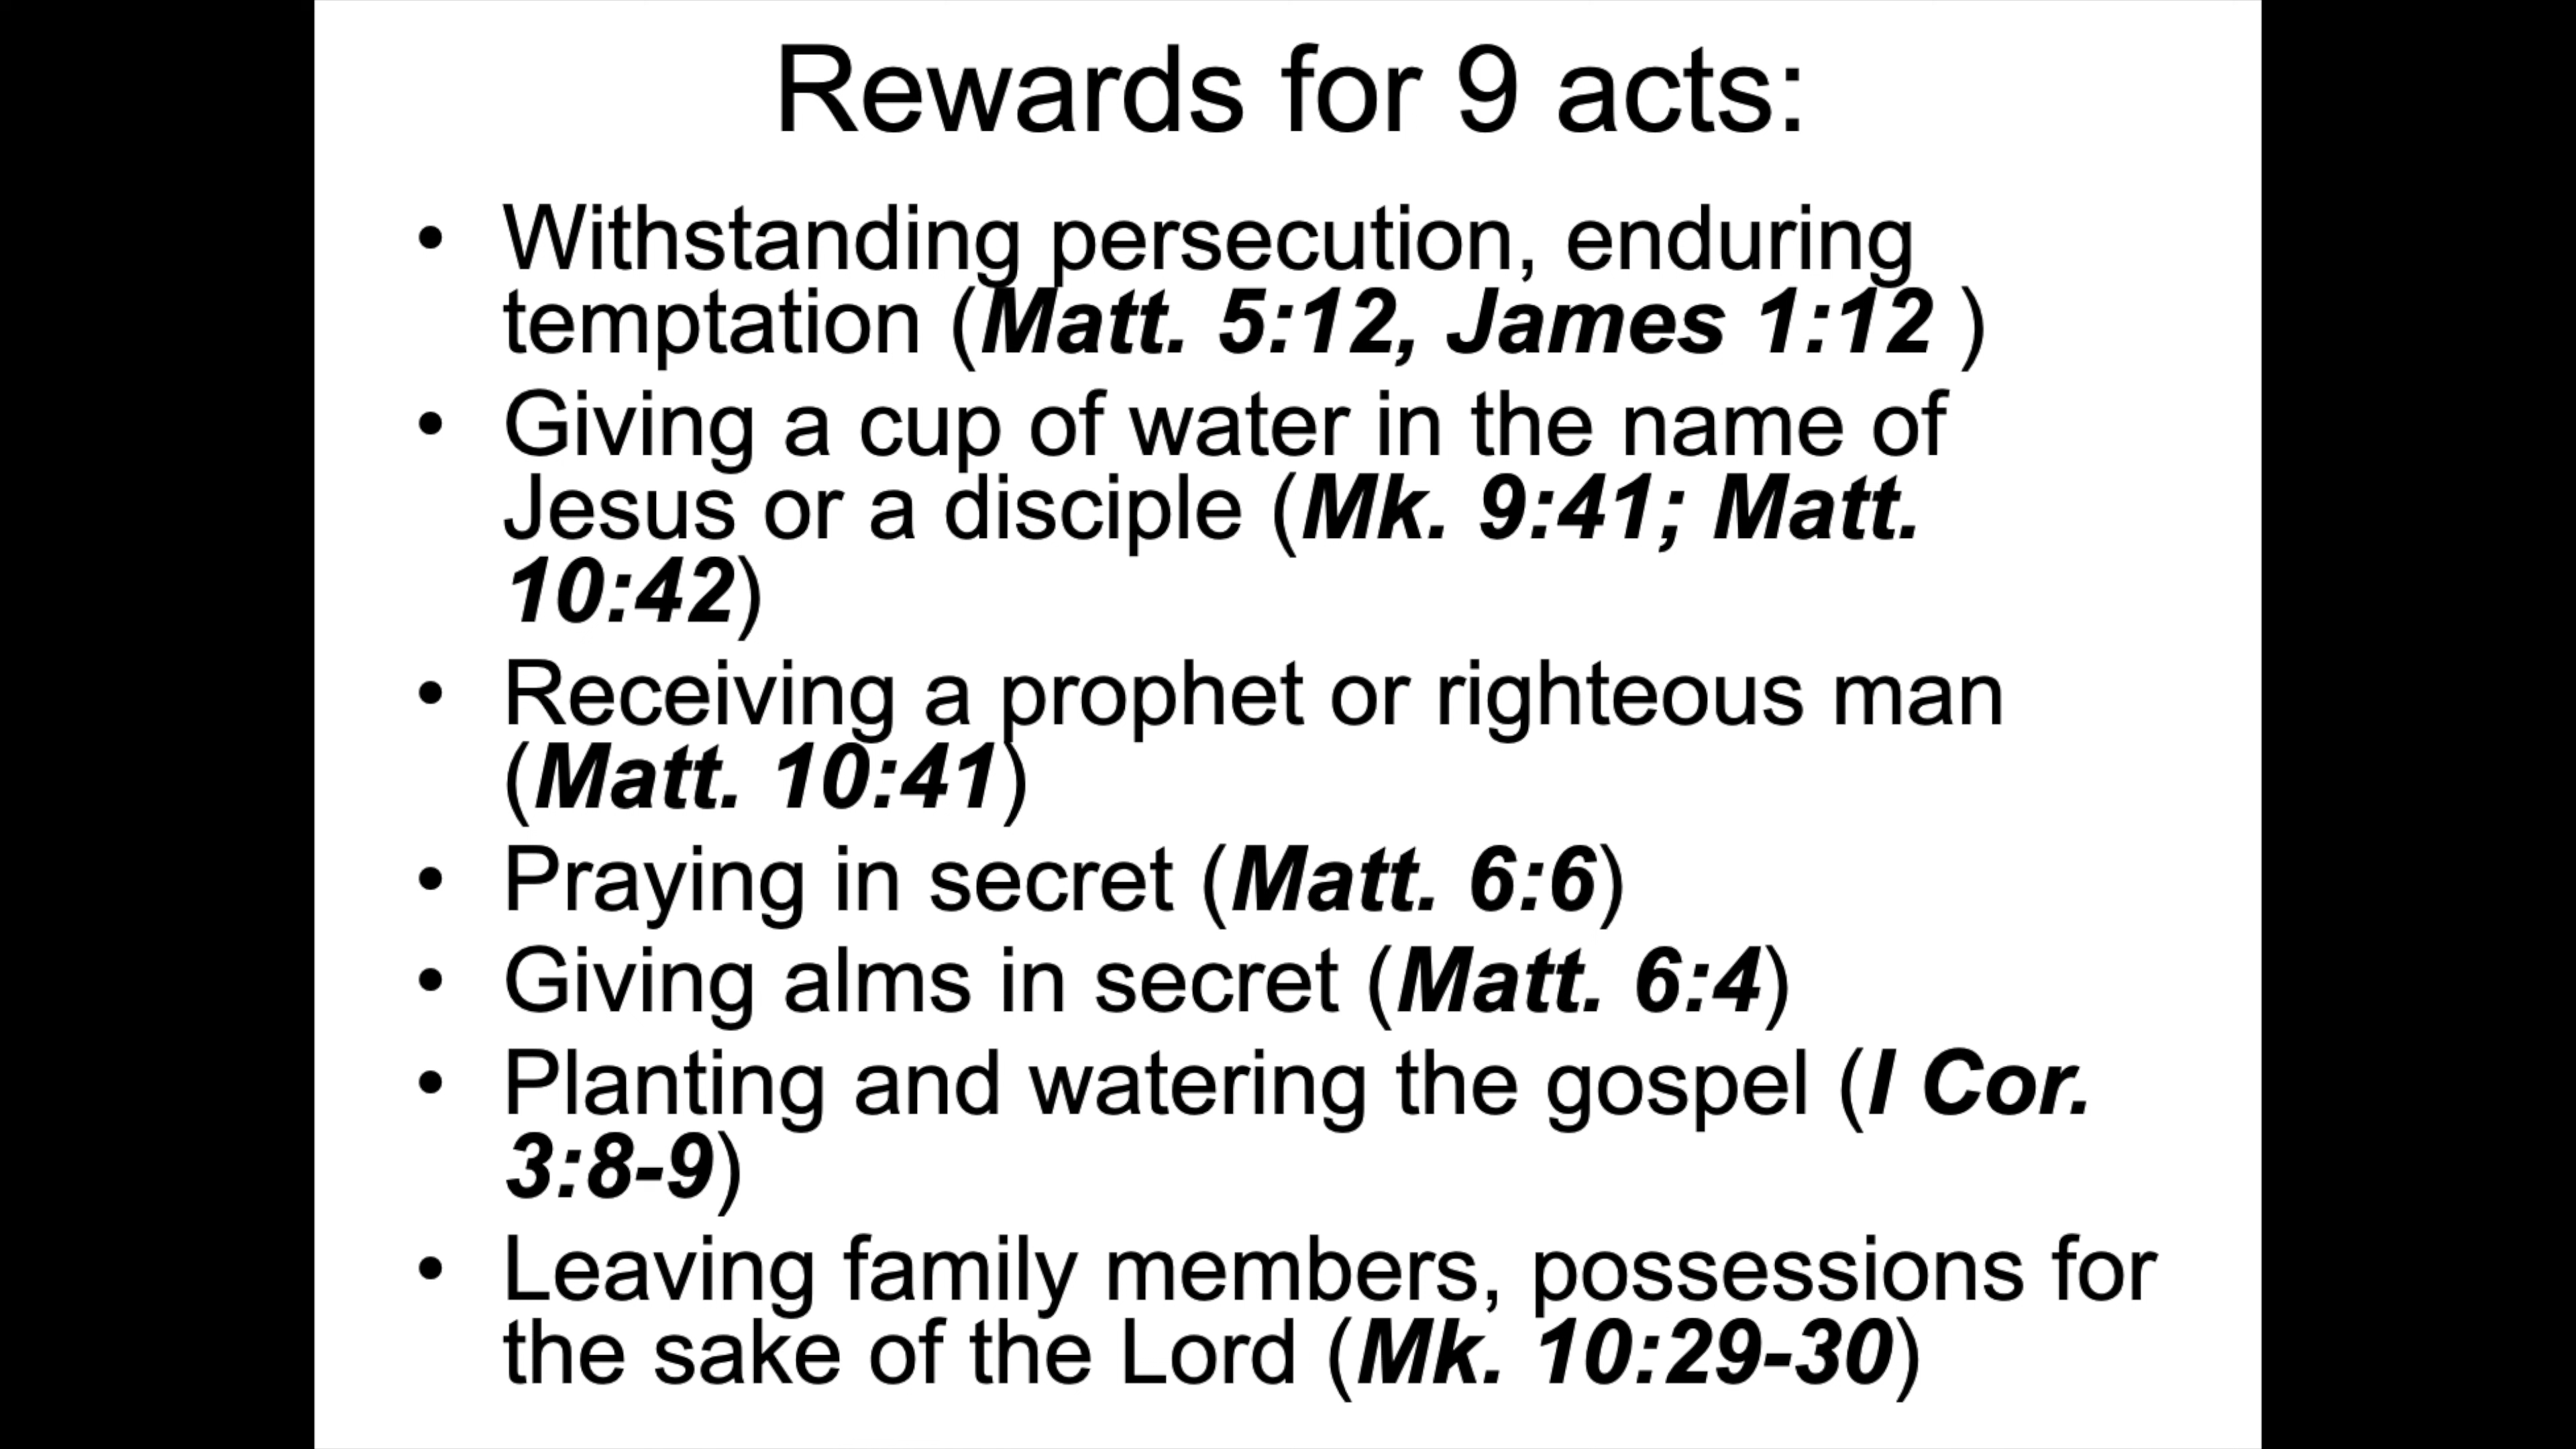 Rewards for 9 acts:
• Withstanding persecution, enduring
temptation (Matt. 5:12, James 1:12 )
• Giving a cup of water in the name of
Jesus or a disciple (Mk. 9:41; Matt.
10:42)
• Receiving a prophet or righteous man
(Matt. 10:41)
• Praying in secret (Matt. 6:6)
• Giving alms in secret (Matt. 6:4)
• Planting and watering the gospel (I Cor.
3:8-9)
• Leaving family members, possessions for
the sake of the Lord (Mk. 10:29-30)